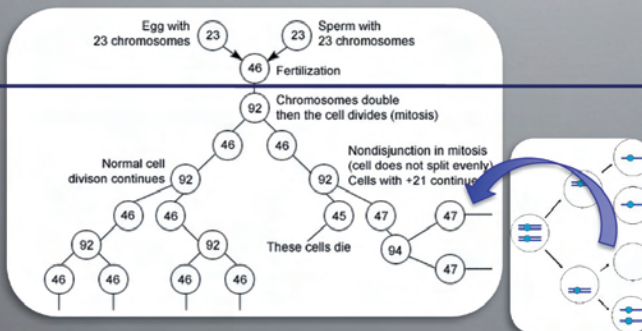 Egg with
23 chromosomes
23
23
Sperm with
23 chromosomes
46
Fertilization
92
Chromosomes double
then the cell divides (mitosis)
46
46
Nondisjunction in mitosis
(cell does not split evenly)
Cells with +21 continue
Normal cell
divison continues
92
92
46
46
45
47
47
These cells die
92
92
94
46
46
46
46
47